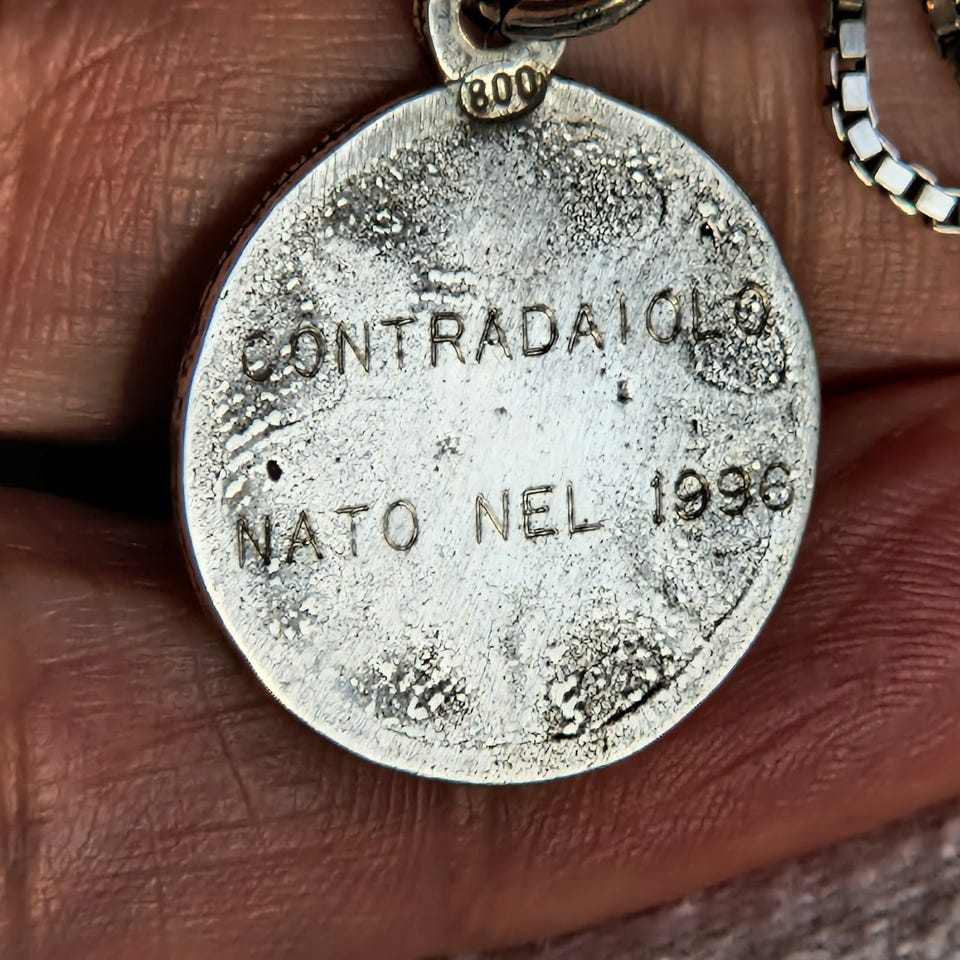 800
CONTRADAIOLO
NATO NEL 1996